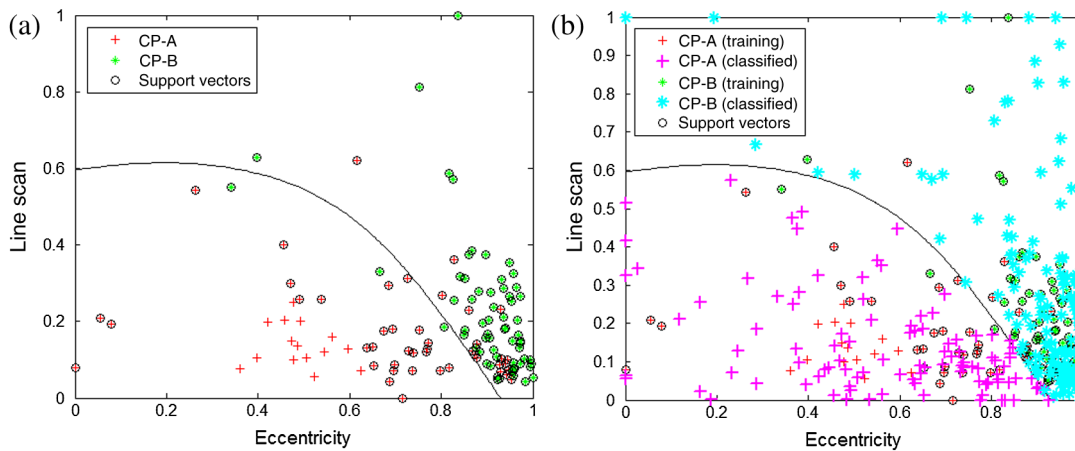 (a)
CP-A
CP-B
Support vectors
Line scan
1
0.8
0.6
0.4
0.2
0
0
0.2
0.4
0.6
0.8
1
Eccentricity
(b)
CP-A (training)
CP-A (classified)
CP-B (training)
CP-B (classified)
Support vectors
Line scan
1
0.9
0.8
0.7
0.6
0.5
0.4
0.3
0.2
0.1
0
0
0.2
0.4
0.6
0.8
Eccentricity